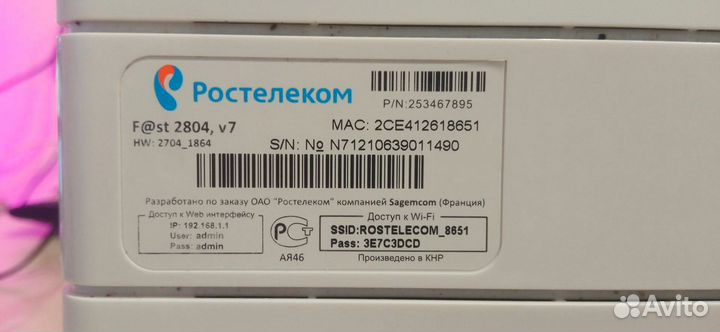 Ростелеком
P/N:253467895
F@st 2804, v7
MAC: 2CE412618651
HW: 2704_1864
S/N: No N71210639011490
Разработано по заказу ОАО "Ростелеком" компанией Sagemcom (Франция)
Доступ к Web интерфейсу
IP: 192.168.1.1
User: admin
Pass: admin
РСТ
АЯ46
Доступ к Wi-Fi
SSID:ROSTELECOM_8651
Pass: 3E7C3DCD
Произведено в КНР
Avito